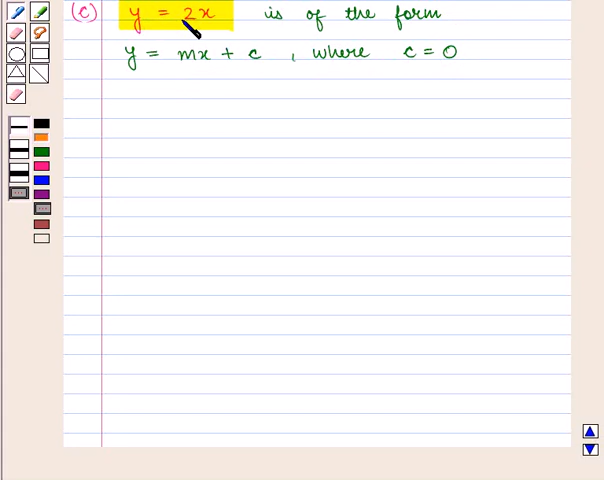 (c) y = 2x is of the form
y = mx + c , where c = 0